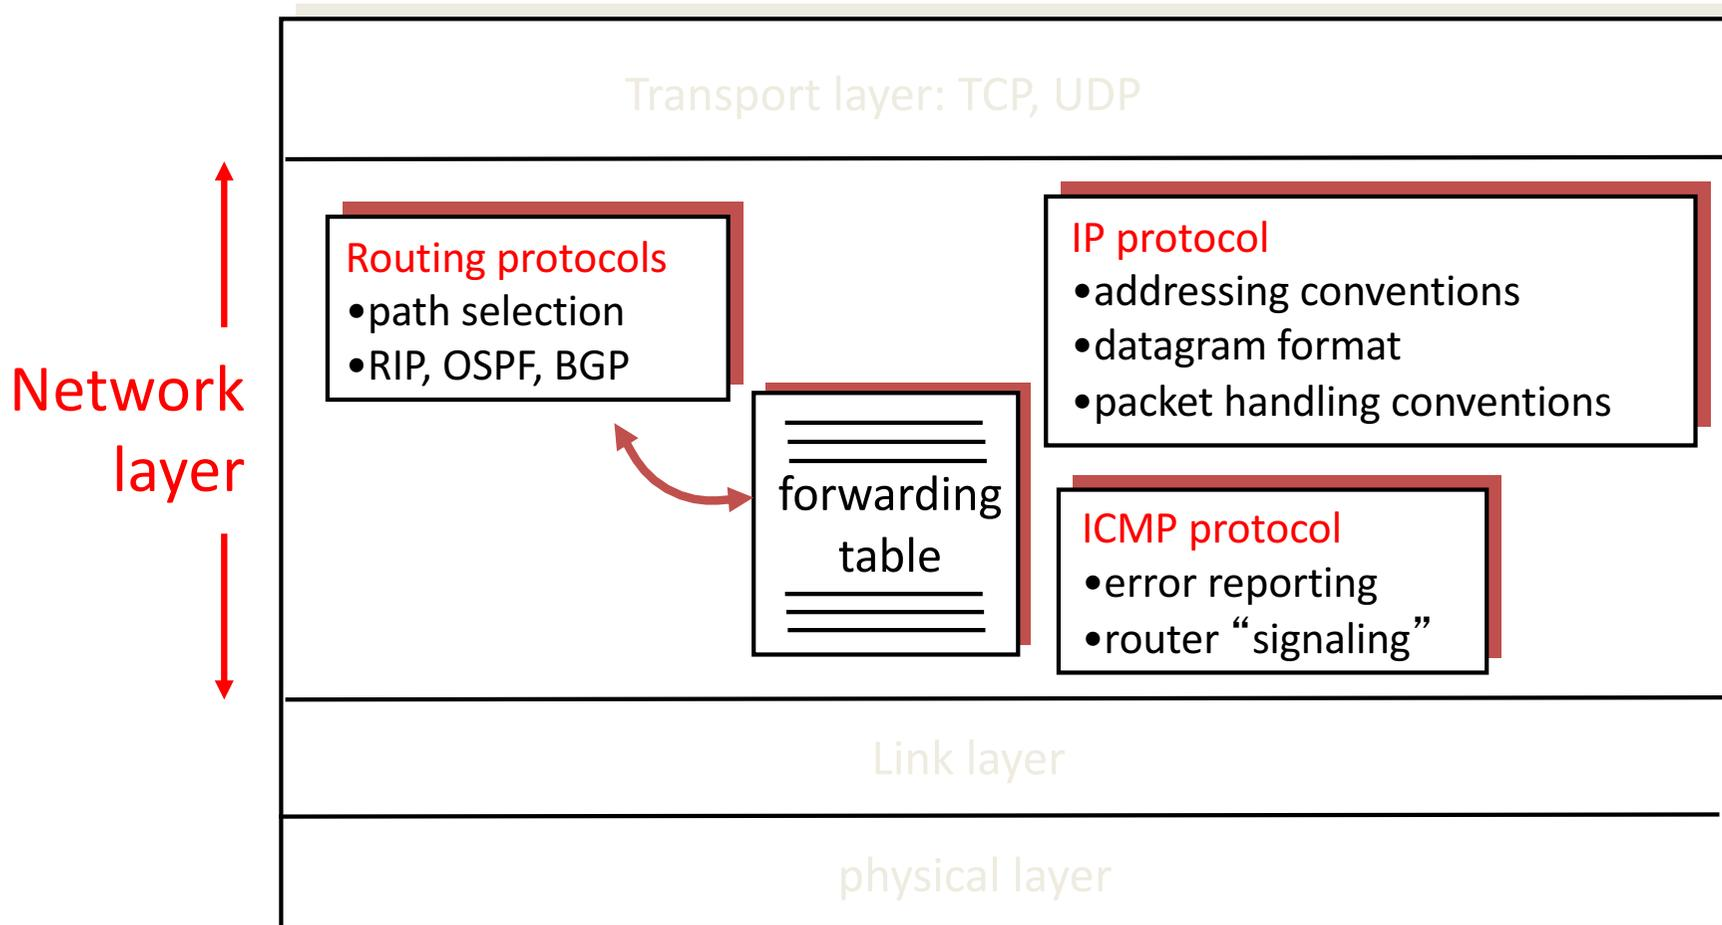 Transport layer: TCP, UDP
Network
layer
Routing protocols
•path selection
•RIP, OSPF, BGP
forwarding
table
IP protocol
•addressing conventions
•datagram format
•packet handling conventions
ICMP protocol
•error reporting
•router “signaling”
Link layer
physical layer